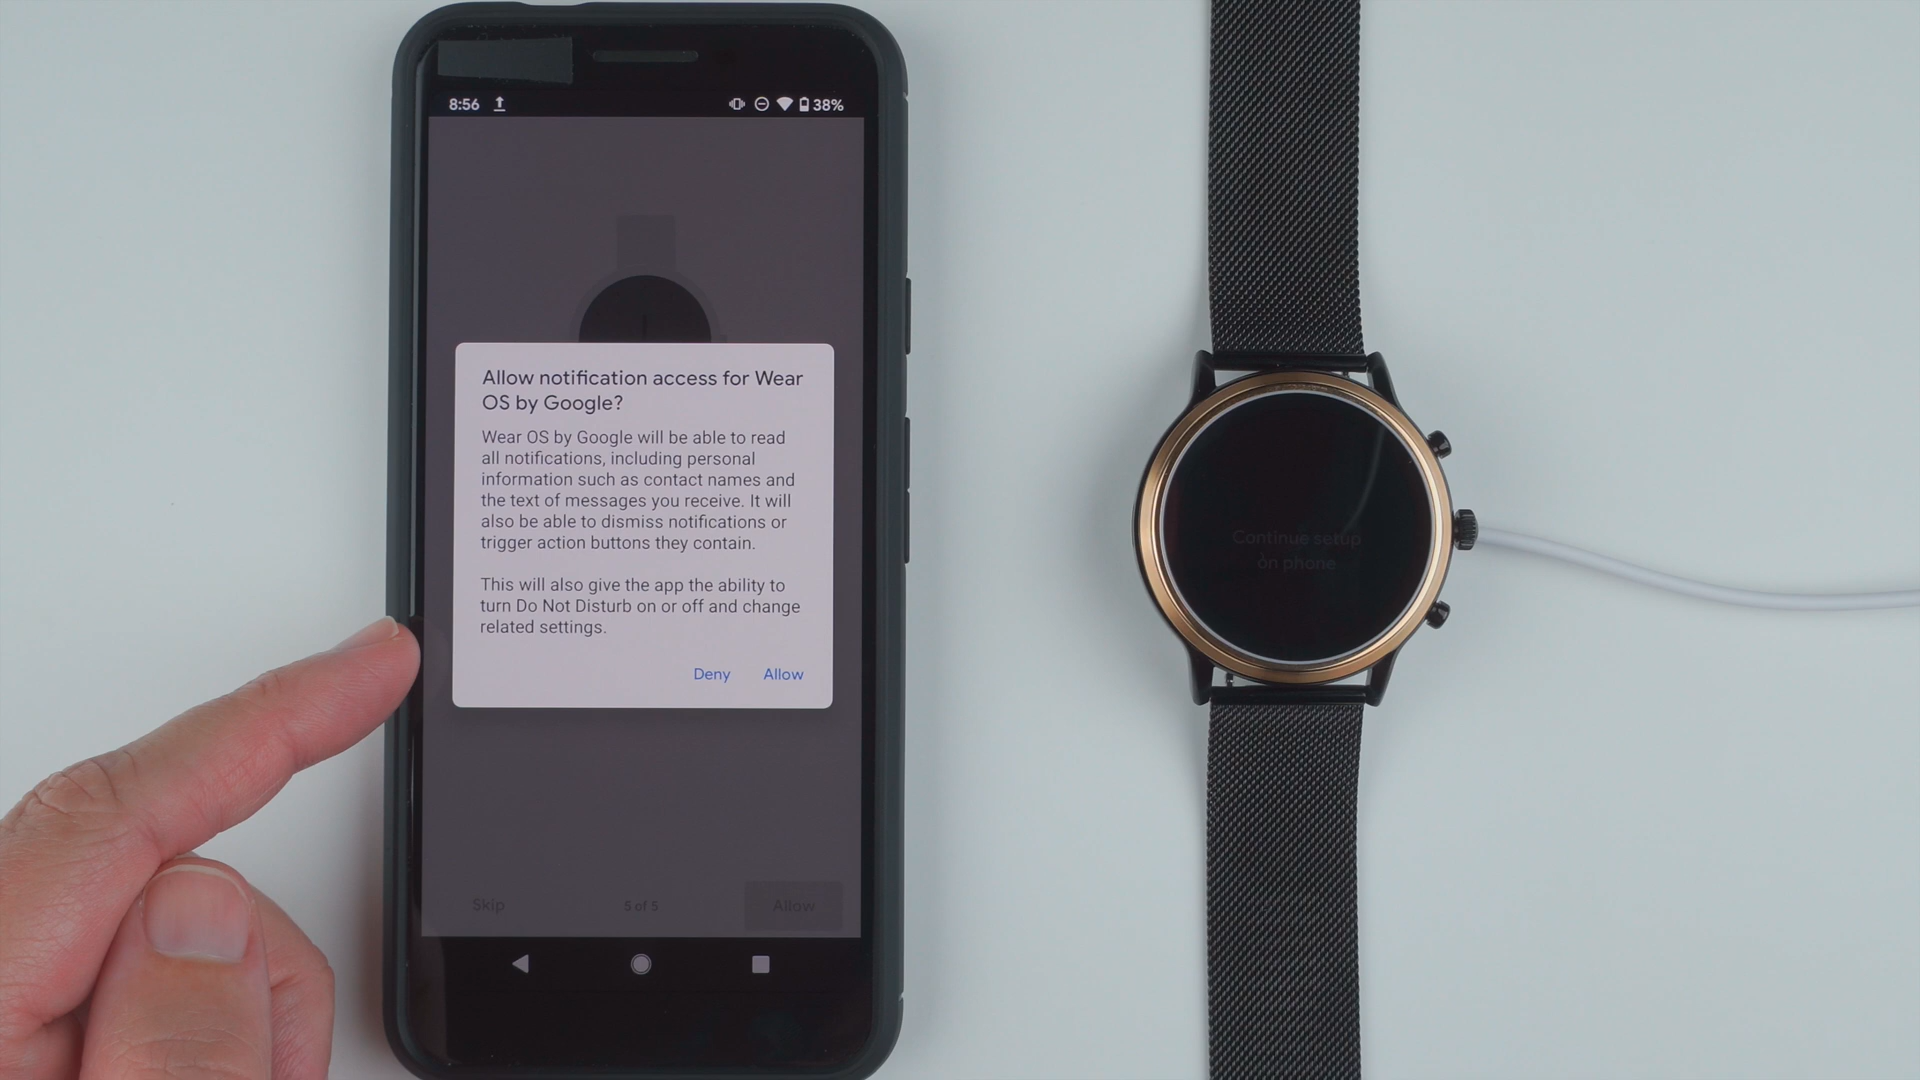 8:56
38%
Allow notification access for Wear
OS by Google?
Wear OS by Google will be able to read
all notifications, including personal
information such as contact names and
the text of messages you receive. It will
also be able to dismiss notifications or
trigger action buttons they contain.
This will also give the app the ability to
turn Do Not Disturb on or off and change
related settings.
Deny Allow
Skip 5 of 5 Allow
Continue setup
on phone